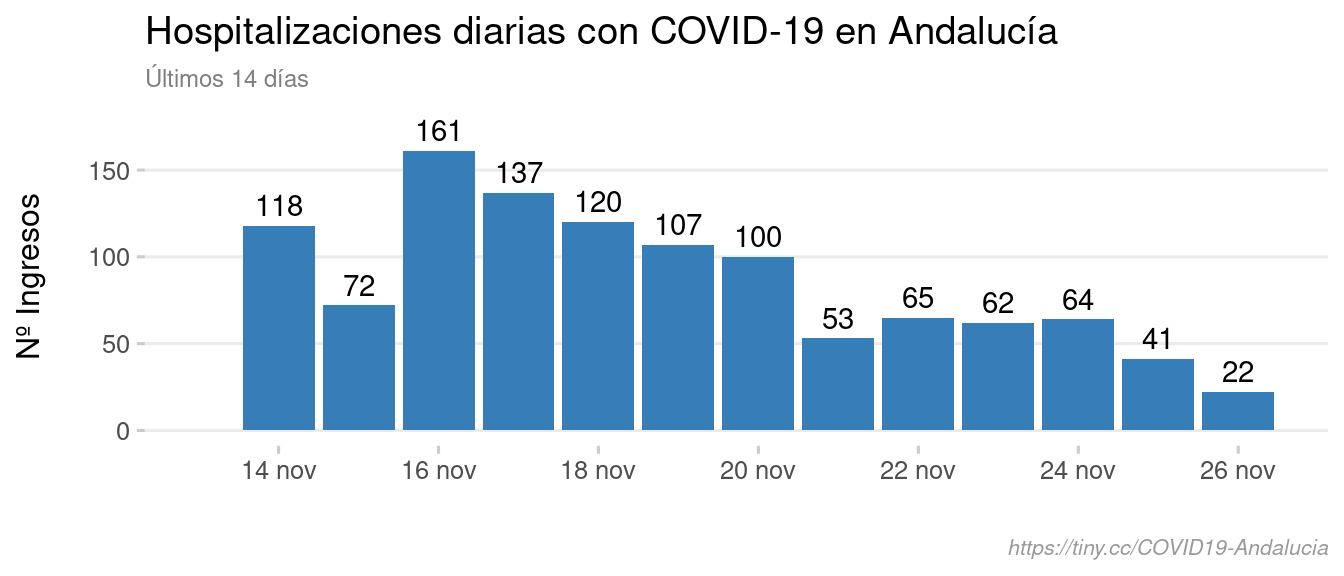 Hospitalizaciones diarias con COVID-19 en Andalucía
Últimos 14 días
Nº Ingresos
150
100
50
0
118
72
161
137
120
107
100
53
65
62
64
41
22
14 nov
16 nov
18 nov
20 nov
22 nov
24 nov
26 nov
https://tiny.cc/COVID19-Andalucia